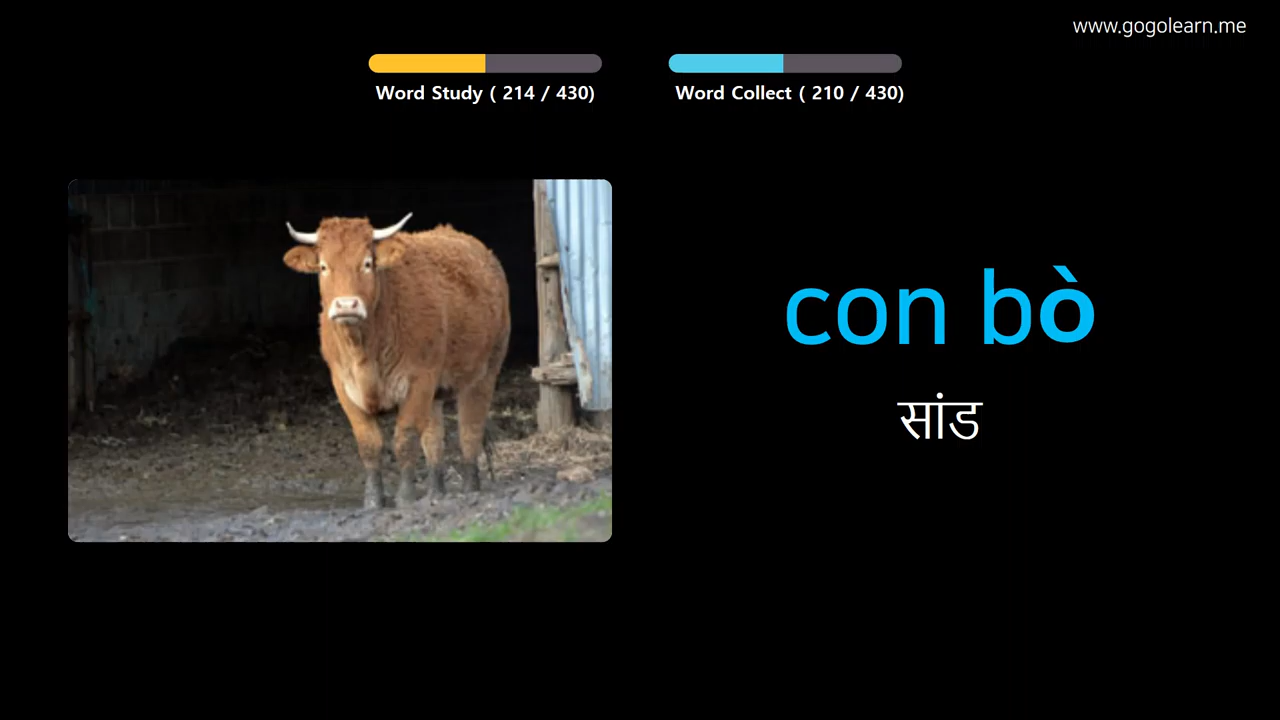 www.gogolearn.me
Word Study ( 214 / 430)
Word Collect ( 210 / 430)
con bò
सांड